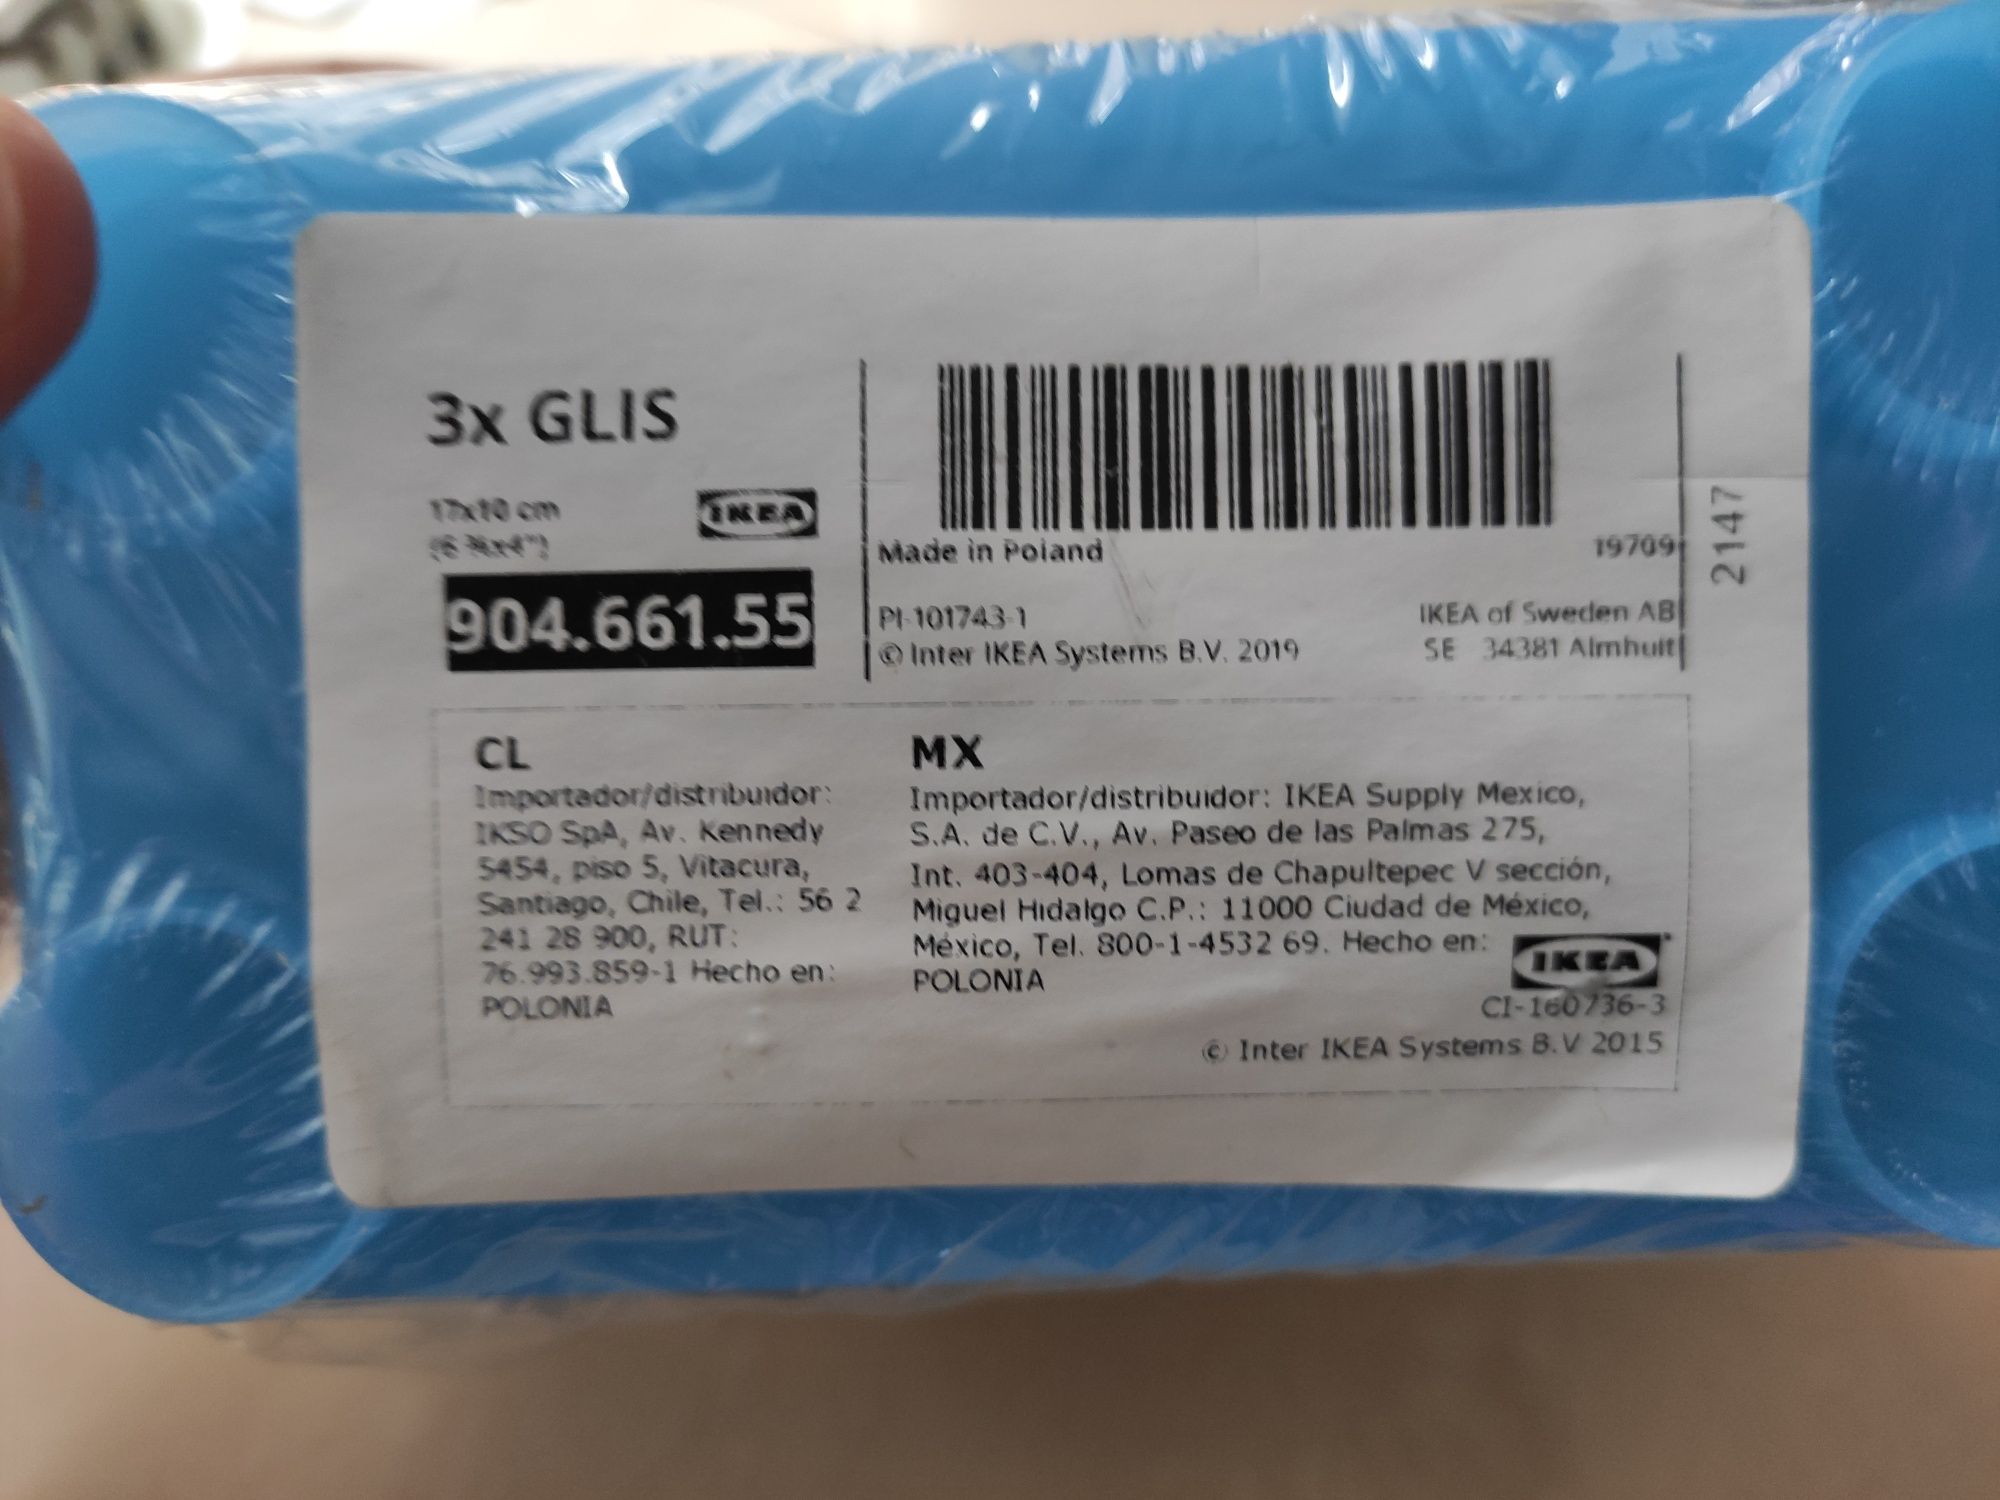 3x GLIS
17x10 cm
(6 ¾x4")
IKEA
904.661.55
Made in Poland
19709
2147
PI-101743-1
IKEA of Sweden AB
© Inter IKEA Systems B.V. 2019
SE 34381 Älmhult
CL
Importador/distribuidor:
IKSO SpA, Av. Kennedy
5454, piso 5, Vitacura,
Santiago, Chile, Tel.: 56 2
241 28 900, RUT:
76.993.859-1 Hecho en:
POLONIA
MX
Importador/distribuidor: IKEA Supply Mexico,
S.A. de C.V., Av. Paseo de las Palmas 275,
Int. 403-404, Lomas de Chapultepec V sección,
Miguel Hidalgo C.P.: 11000 Ciudad de México,
México, Tel. 800-1-4532 69. Hecho en:
POLONIA
IKEA
CI-160736-3
© Inter IKEA Systems B.V 2015